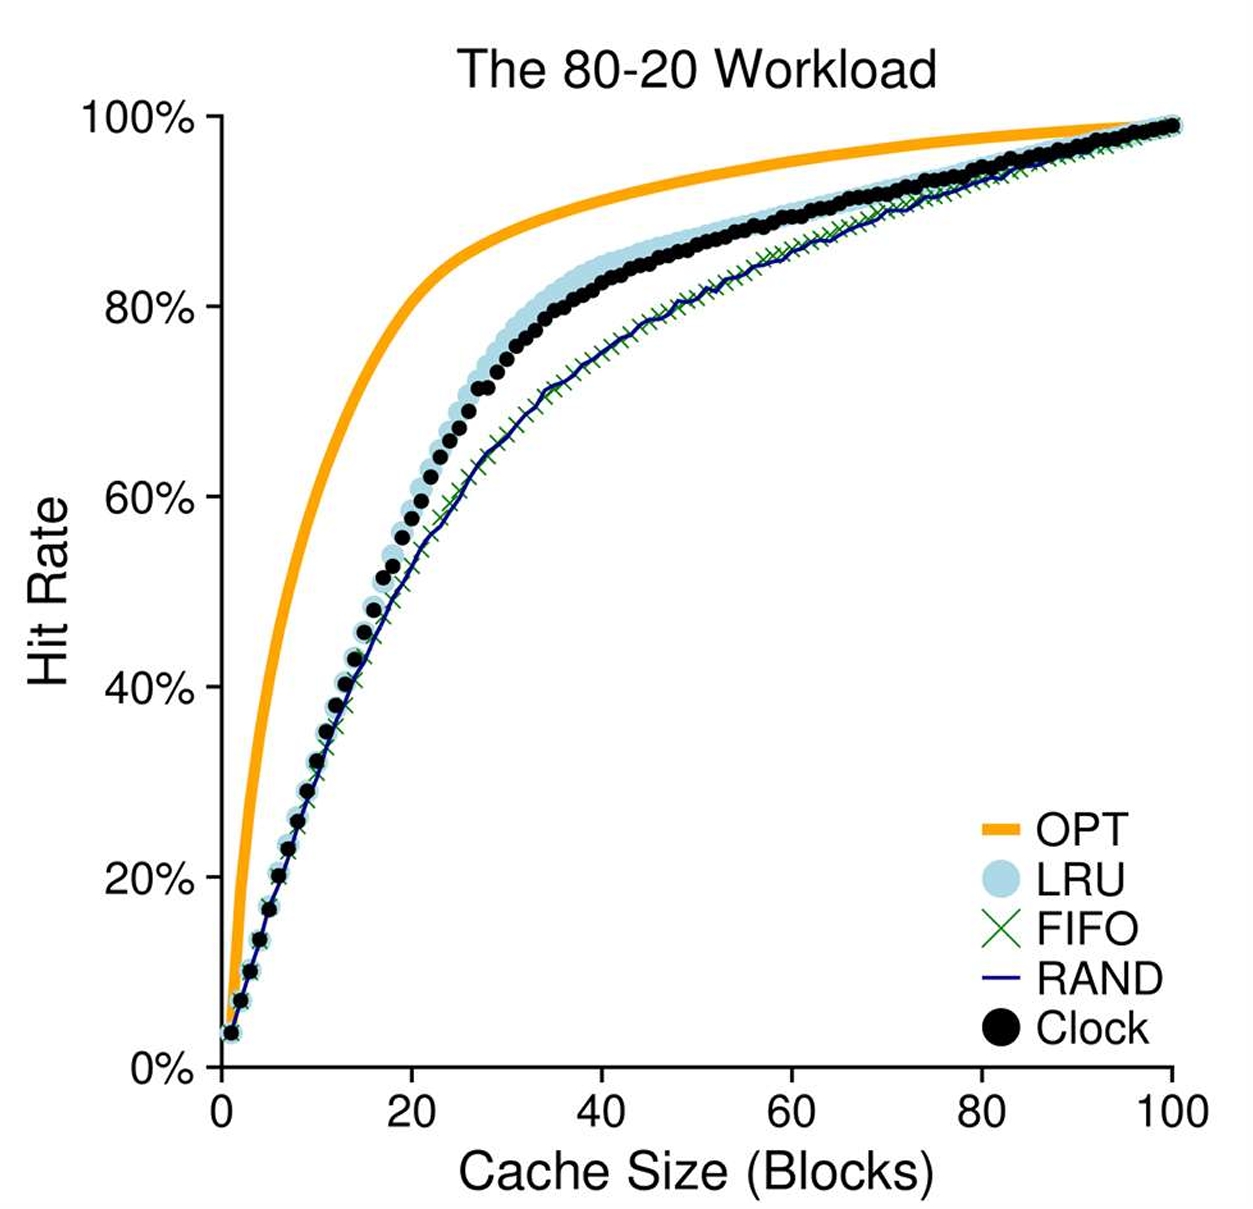 The 80-20 Workload
100%
80%
60%
40%
20%
0%
Hit Rate
0 20 40 60 80 100
Cache Size (Blocks)
OPT
LRU
FIFO
RAND
Clock